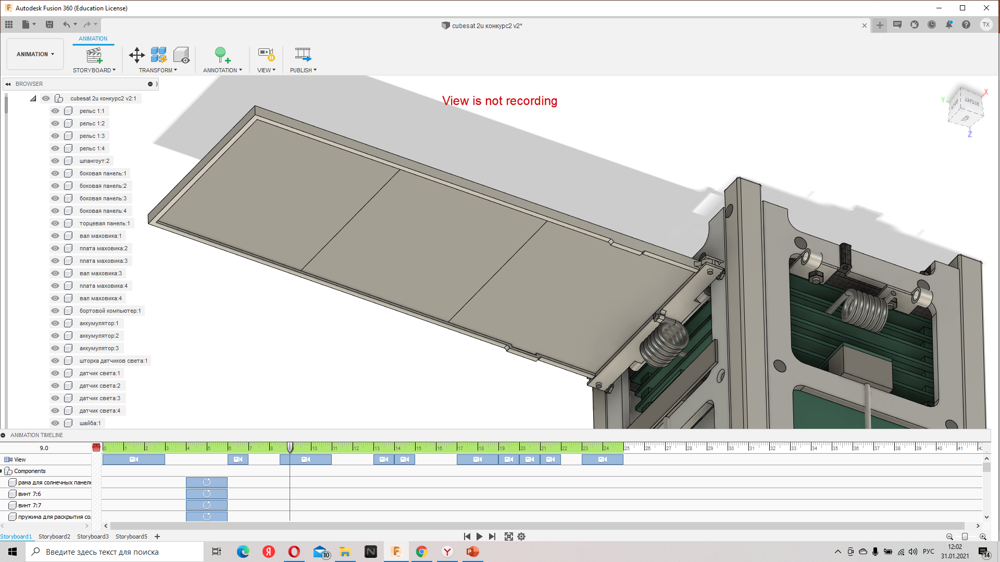 Autodesk Fusion 360 (Education License)
cubesat 2u конкурс2 v2*
TX
ANIMATION
ANIMATION
STORYBOARD
TRANSFORM
ANNOTATION
VIEW
PUBLISH
BROWSER
View is not recording
cubesat 2u конкурс2 v2:1
рельс 1:1
рельс 1:2
рельс 1:3
рельс 1:4
шпангоут:2
боковая панель:1
боковая панель:2
боковая панель:3
боковая панель:4
торцевая панель:1
вал маховика:1
плата маховика:2
плата маховика:3
вал маховика:3
плата маховика:4
вал маховика:4
бортовой компьютер:1
аккумулятор:1
аккумулятор:2
аккумулятор:3
шторка датчиков света:1
датчик света:1
датчик света:2
датчик света:3
датчик света:4
шайба:1
X
Y
Z
RIGHT
BACK
TOP
ANIMATION TIMELINE
9.0
0 1 2 3 4 5 6 7 8 10 11 12 13 14 15 16 17 18 19 20 21 22 23 24 25 26 27 28 29 30 31 32 33 34 35 36 37 38 39 40 41 42
View
Components
рама для солнечных панеле
винт 7:6
винт 7:7
пружина для раскрытия со
Storyboard1 Storyboard2 Storyboard3 Storyboard5
Введите здесь текст для поиска
10
РУС
12:02
31.01.2021
14